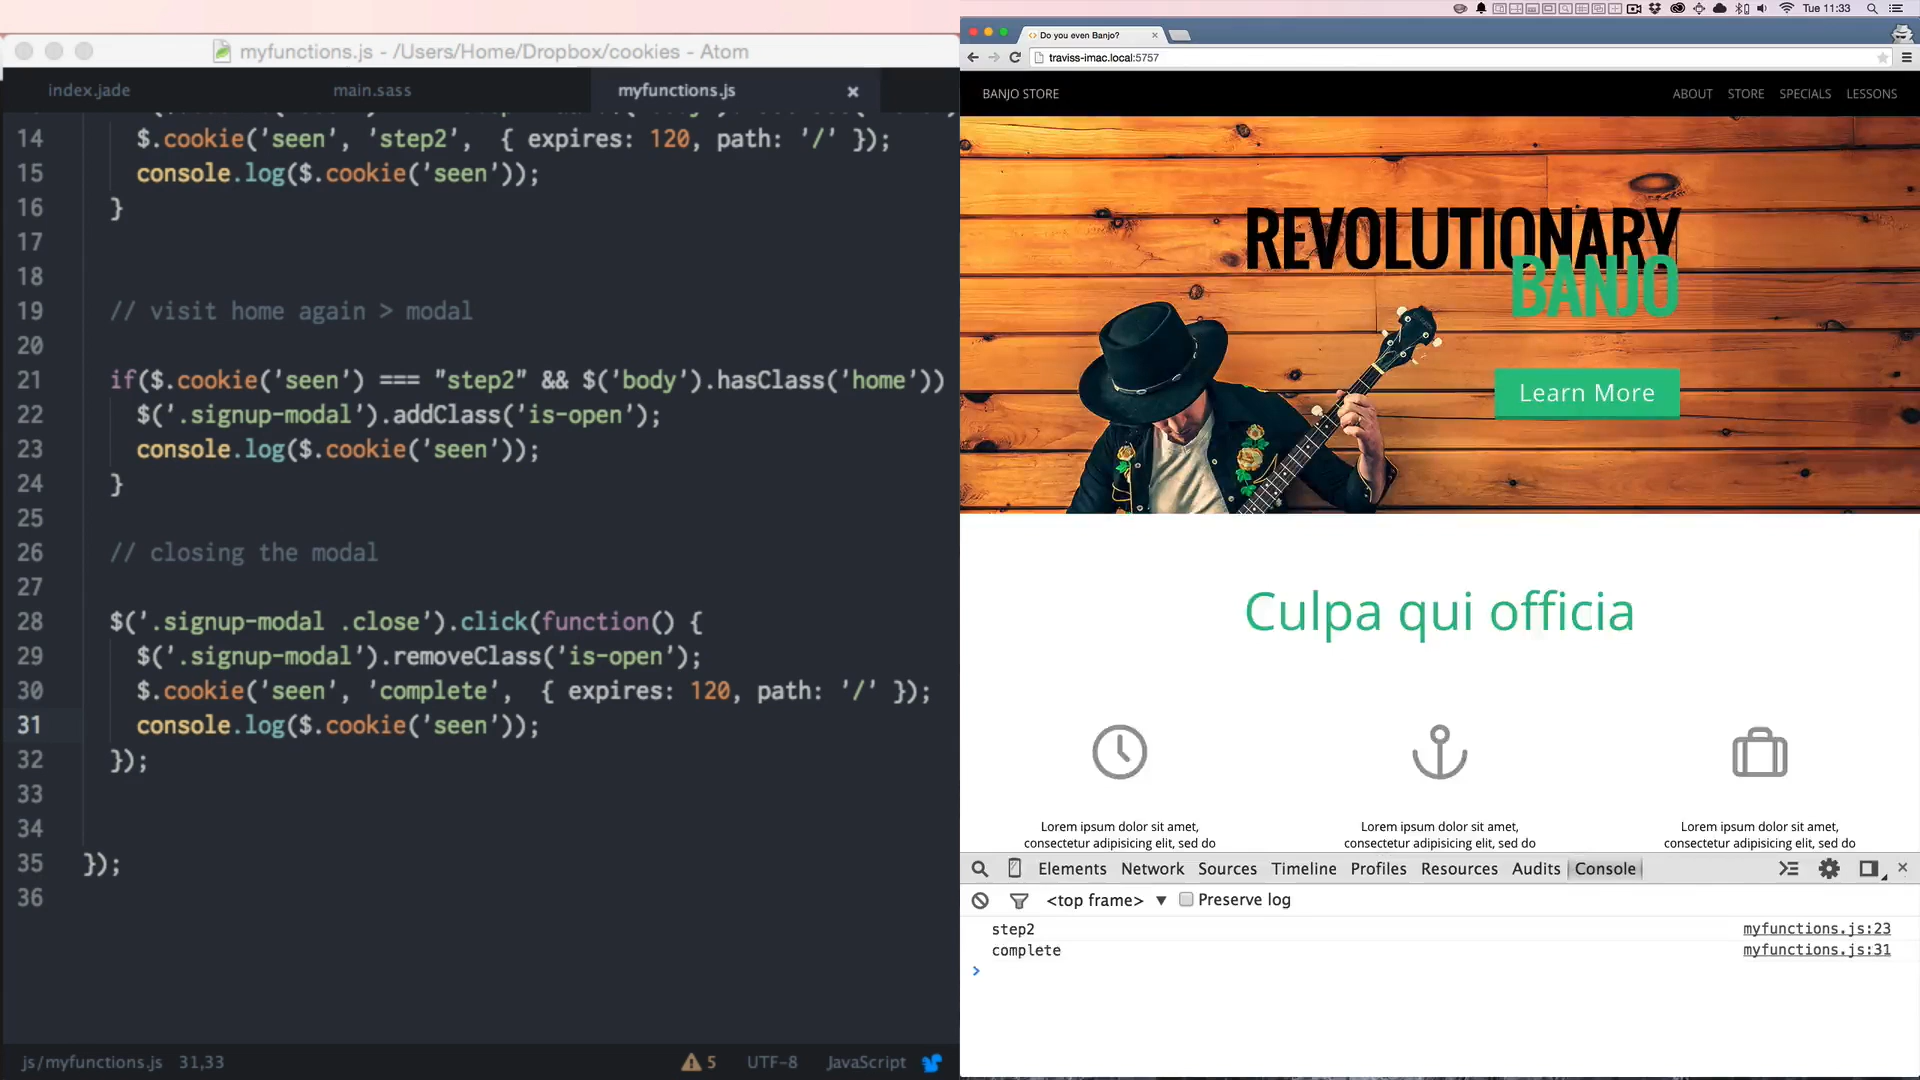 myfunctions.js - /Users/Home/Dropbox/cookies - Atom
index.jade
main.sass
myfunctions.js
14 $.cookie('seen', 'step2', { expires: 120, path: '/' });
15 console.log($.cookie('seen'));
16 }
17
18
19 // visit home again > modal
20
21 if($.cookie('seen') === "step2" && $('body').hasClass('home'))
22 $('.signup-modal').addClass('is-open');
23 console.log($.cookie('seen'));
24 }
25
26 // closing the modal
27
28 $('.signup-modal .close').click(function() {
29 $('.signup-modal').removeClass('is-open');
30 $.cookie('seen', 'complete', { expires: 120, path: '/' });
31 console.log($.cookie('seen'));
32 });
33
34
35 });
36
js/myfunctions.js 31,33
5 UTF-8 JavaScript
Tue 11:33
Do you even Banjo?
traviss-imac.local:5757
BANJO STORE
ABOUT STORE SPECIALS LESSONS
REVOLUTIONARY
BANJO
Learn More
Culpa qui officia
Lorem ipsum dolor sit amet,
consectetur adipisicing elit, sed do
Lorem ipsum dolor sit amet,
consectetur adipisicing elit, sed do
Lorem ipsum dolor sit amet,
consectetur adipisicing elit, sed do
Elements Network Sources Timeline Profiles Resources Audits Console
<top frame> ▼ Preserve log
step2 myfunctions.js:23
complete myfunctions.js:31
>